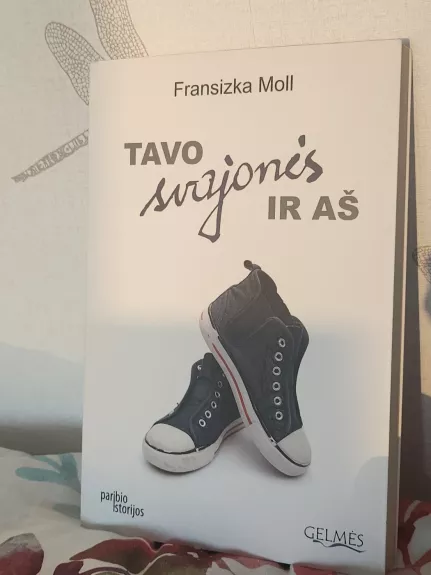 Fransizka Moll
TAVO
svajonės
IR AŠ
paribio
istorijos
GELMĖS